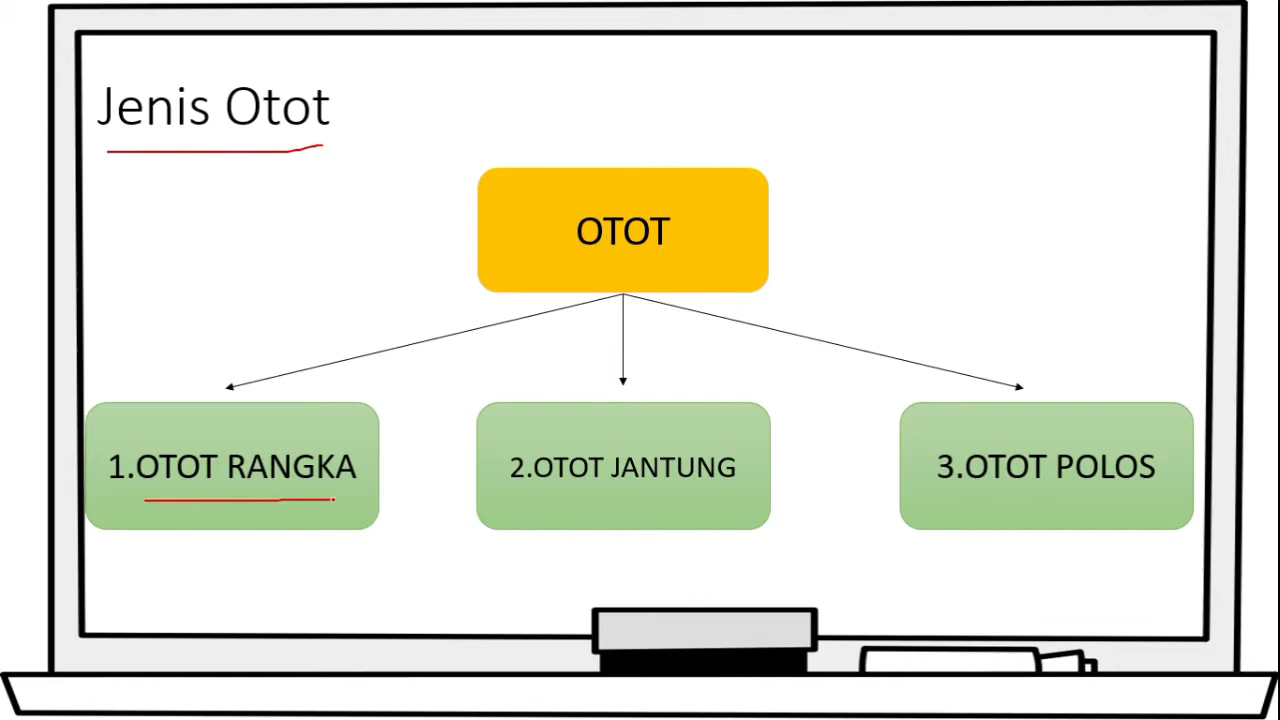 Jenis Otot
OTOT
1.OTOT RANGKA
2.OTOT JANTUNG
3.OTOT POLOS